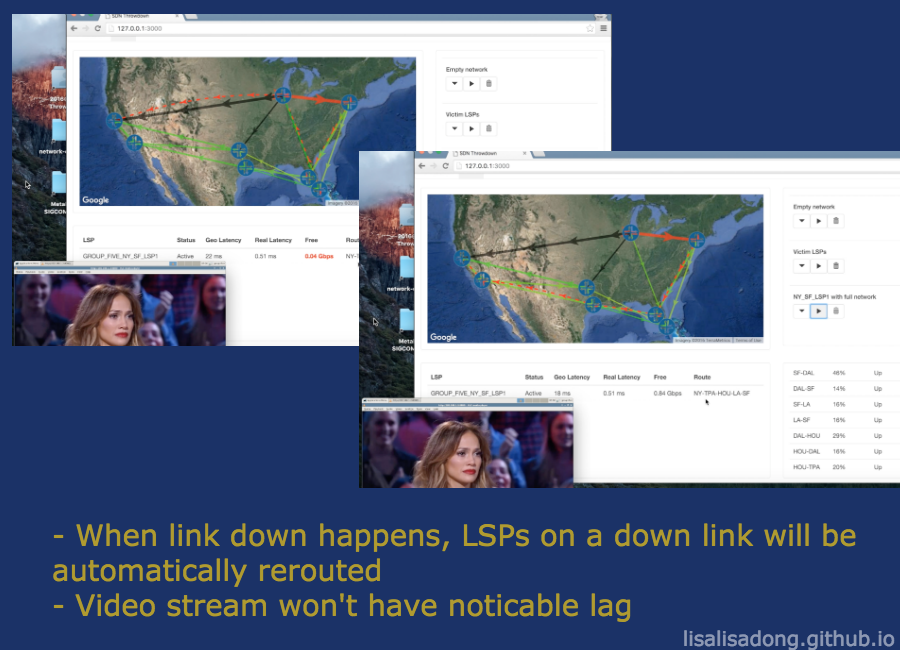 SDN Throwdown
127.0.0.1:3000
Empty network
Victim LSPs
Google
LSP Status Geo Latency Real Latency Free
GROUP_FIVE_NY_SF_LSP1 Active 22 ms 0.51 ms 0.04 Gbps NY-
SDN Throwdown
127.0.0.1:3000
Empty network
Victim LSPs
NY_SF_LSP1 with full network
Google
LSP Status Geo Latency Real Latency Free Route
GROUP_FIVE_NY_SF_LSP1 Active 18 ms 0.51 ms 0.84 Gbps NY-TPA-HOU-LA-SF
SF-DAL 46% Up
DAL-SF 14% Up
SF-LA 16% Up
LA-SF 16% Up
DAL-HOU 29% Up
HOU-DAL 16% Up
HOU-TPA 20% Up
- When link down happens, LSPs on a down link will be
automatically rerouted
- Video stream won't have noticable lag
lisalisadong.github.io